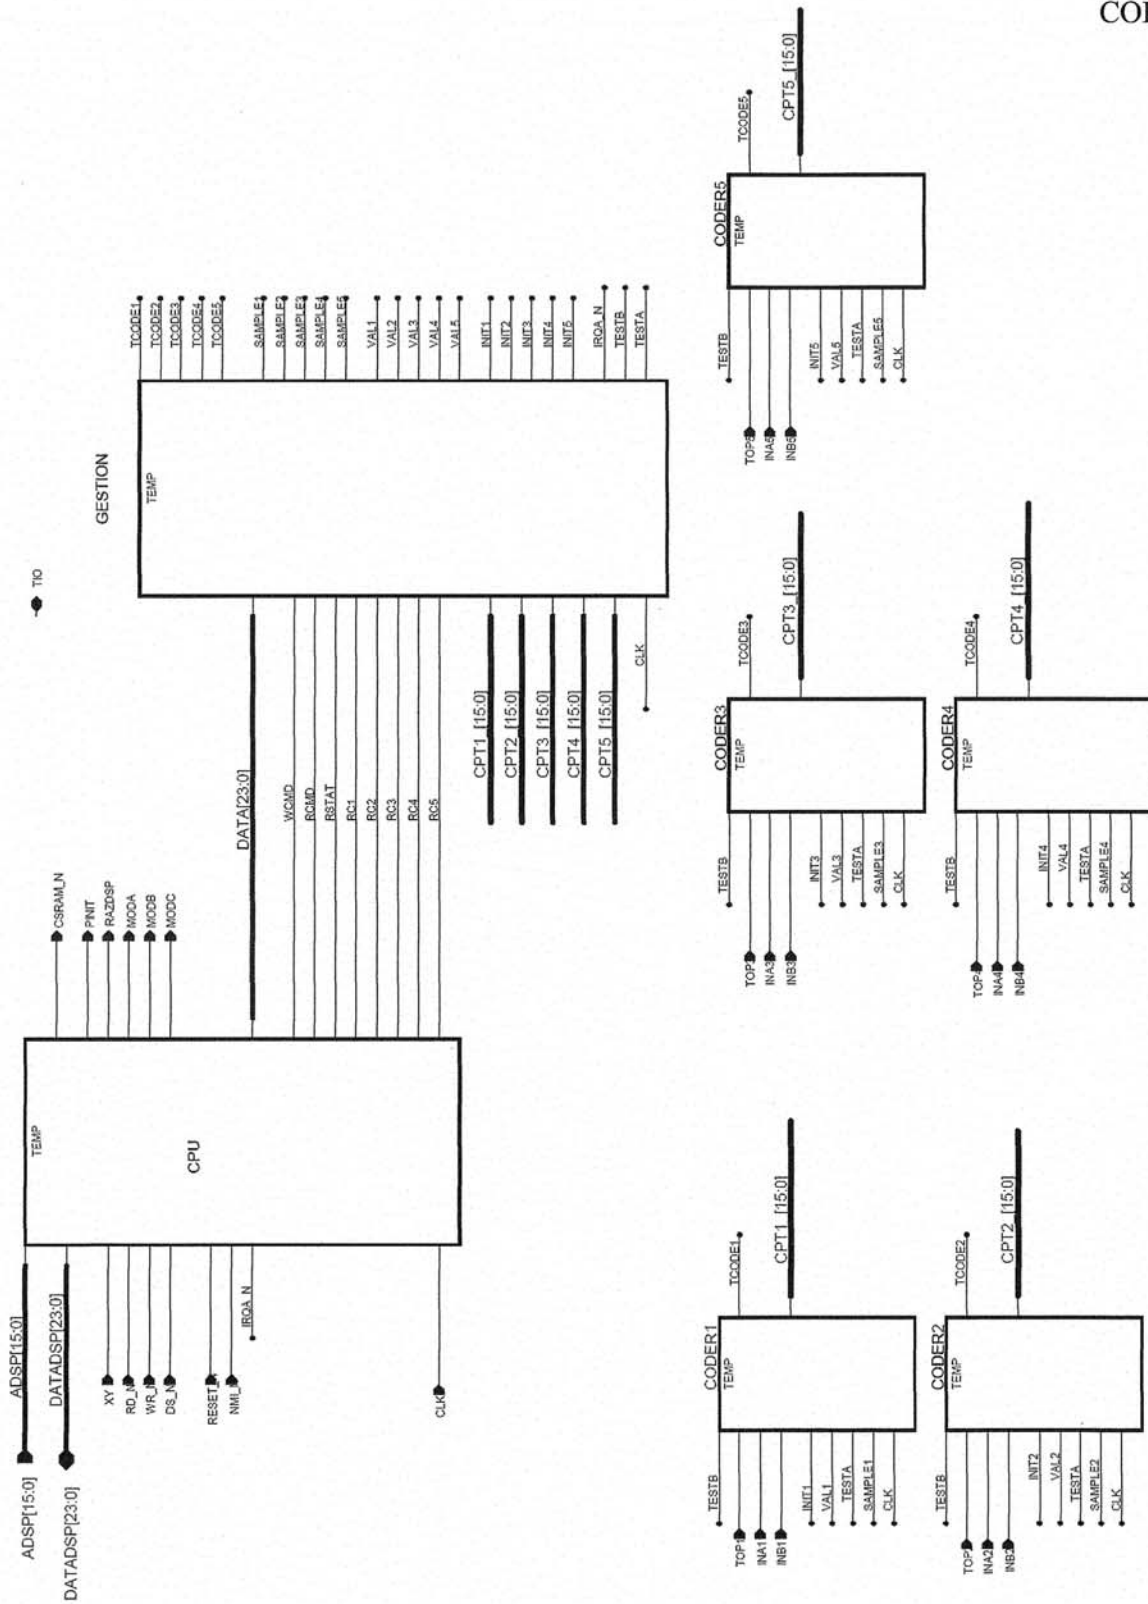 COD
TIO
GESTION
TEMP
TCODE1
TCODE2
TCODE3
TCODE4
TCODE5
SAMPLE1
SAMPLE2
SAMPLE3
SAMPLE4
SAMPLE5
VAL1
VAL2
VAL3
VAL4
VAL5
INIT1
INIT2
INIT3
INIT4
INIT5
IRQA_N
TESTB
TESTA
DATA[23:0]
WCMD
RCMD
RSTAT
RC1
RC2
RC3
RC4
RC5
CPT1_[15:0]
CPT2_[15:0]
CPT3_[15:0]
CPT4_[15:0]
CPT5_[15:0]
CLK
CSRAM_N
PINIT
RAZDSP
MODA
MODB
MODC
TEMP
CPU
ADSP[15:0]
ADSP[15:0]
DATADSP[23:0]
DATADSP[23:0]
XY
RD_N
WR_N
DS_N
RESET_N
NMI_N
IRQA_N
CLK
CODER1
TEMP
TESTB
TOP1
INA1
INB1
INIT1
VAL1
TESTA
SAMPLE1
CLK
TCODE1
CPT1_[15:0]
CODER2
TEMP
TESTB
TOP2
INA2
INB2
INIT2
VAL2
TESTA
SAMPLE2
CLK
TCODE2
CPT2_[15:0]
CODER3
TEMP
TESTB
TOP3
INA3
INB3
INIT3
VAL3
TESTA
SAMPLE3
CLK
TCODE3
CPT3_[15:0]
CODER4
TEMP
TESTB
TOP4
INA4
INB4
INIT4
VAL4
TESTA
SAMPLE4
CLK
TCODE4
CPT4_[15:0]
CODER5
TEMP
TESTB
TOP5
INA5
INB5
INIT5
VAL5
TESTA
SAMPLE5
CLK
TCODE5
CPT5_[15:0]